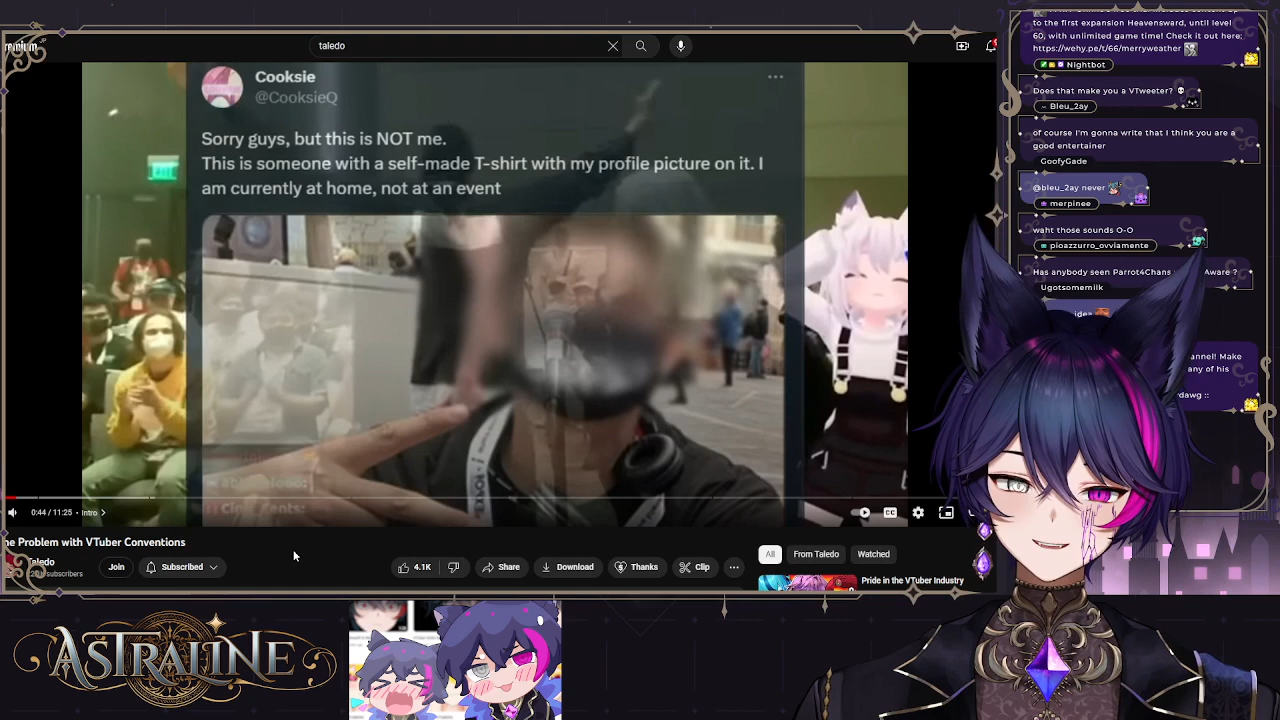 taledo
Cooksie
@CooksieQ
Sorry guys, but this is NOT me.
This is someone with a self-made T-shirt with my profile picture on it. I
am currently at home, not at an event
0:44 / 11:25 • Intro
CC
he Problem with VTuber Conventions
Taledo
subscribers
Join
Subscribed
4.1K
Share
Download
Thanks
Clip
All
From Taledo
Watched
Pride in the VTuber Industry
ASTRALINE
to the first expansion Heavensward, until level
60, with unlimited game time! Check it out here:
https://wehy.pe/t/66/merryweather
Nightbot
Does that make you a VTweeter?
Bleu_2ay
of course I'm gonna write that I think you are a
good entertainer
GoofyGade
@bleu_2ay never
merpinee
waht those sounds O-O
pioazzurro_ovviamente
Has anybody seen Parrot4Chans Aware ?
Ugotsomemilk
annel! Make
any of his